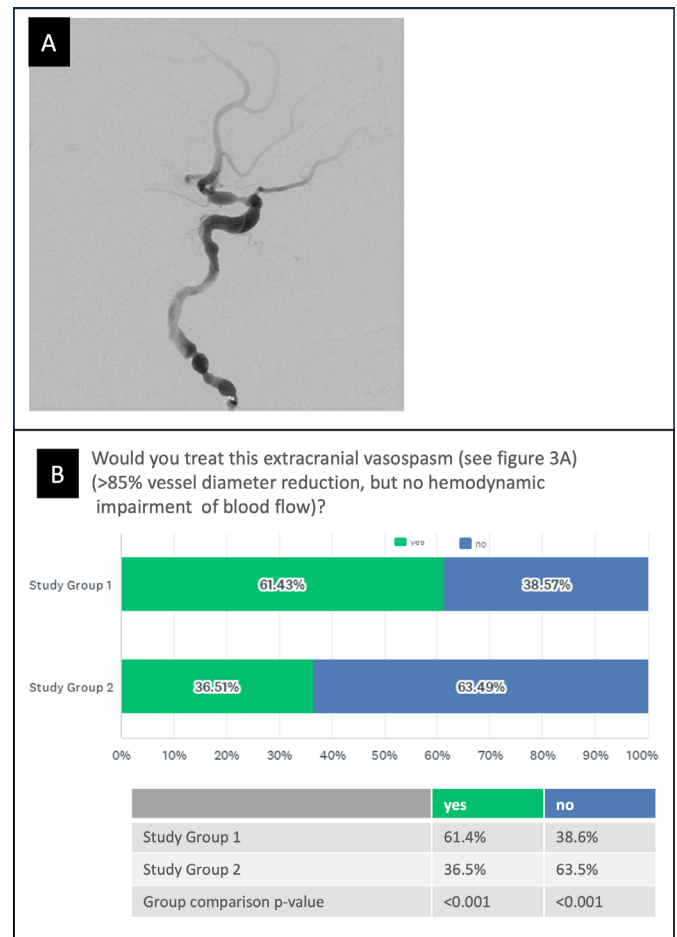 A
B
Would you treat this extracranial vasospasm (see figure 3A)
(>85% vessel diameter reduction, but no hemodynamic
impairment of blood flow)?
yes no
Study Group 1 61.43% 38.57%
Study Group 2 36.51% 63.49%
0% 10% 20% 30% 40% 50% 60% 70% 80% 90% 100%
yes no
Study Group 1 61.4% 38.6%
Study Group 2 36.5% 63.5%
Group comparison p-value <0.001 <0.001